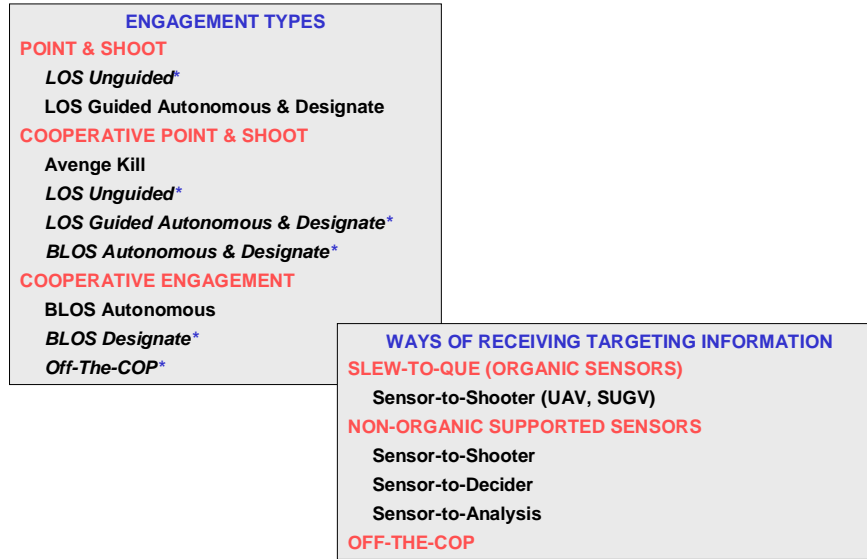 ENGAGEMENT TYPES
POINT & SHOOT
LOS Unguided*
LOS Guided Autonomous & Designate
COOPERATIVE POINT & SHOOT
Avenge Kill
LOS Unguided*
LOS Guided Autonomous & Designate*
BLOS Autonomous & Designate*
COOPERATIVE ENGAGEMENT
BLOS Autonomous
BLOS Designate*
Off-The-COP*
WAYS OF RECEIVING TARGETING INFORMATION
SLEW-TO-QUE (ORGANIC SENSORS)
Sensor-to-Shooter (UAV, SUGV)
NON-ORGANIC SUPPORTED SENSORS
Sensor-to-Shooter
Sensor-to-Decider
Sensor-to-Analysis
OFF-THE-COP